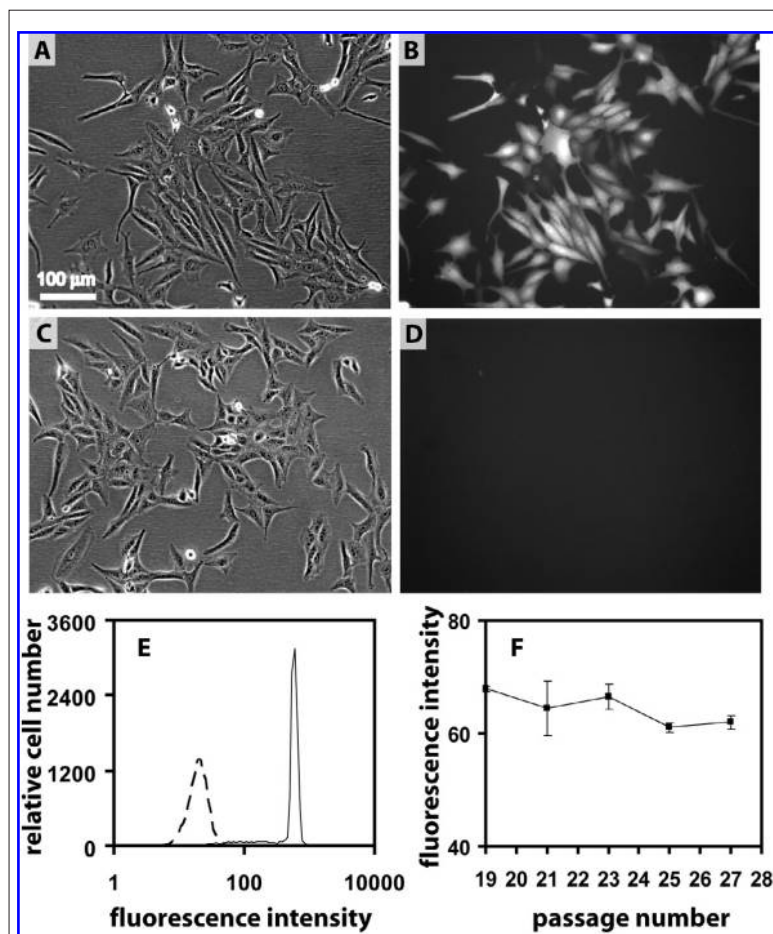 A
B
100 µm
C
D
3600
2400
1200
0
relative cell number
E
1
100
10000
fluorescence intensity
80
60
40
fluorescence intensity
F
19 20 21 22 23 24 25 26 27 28
passage number